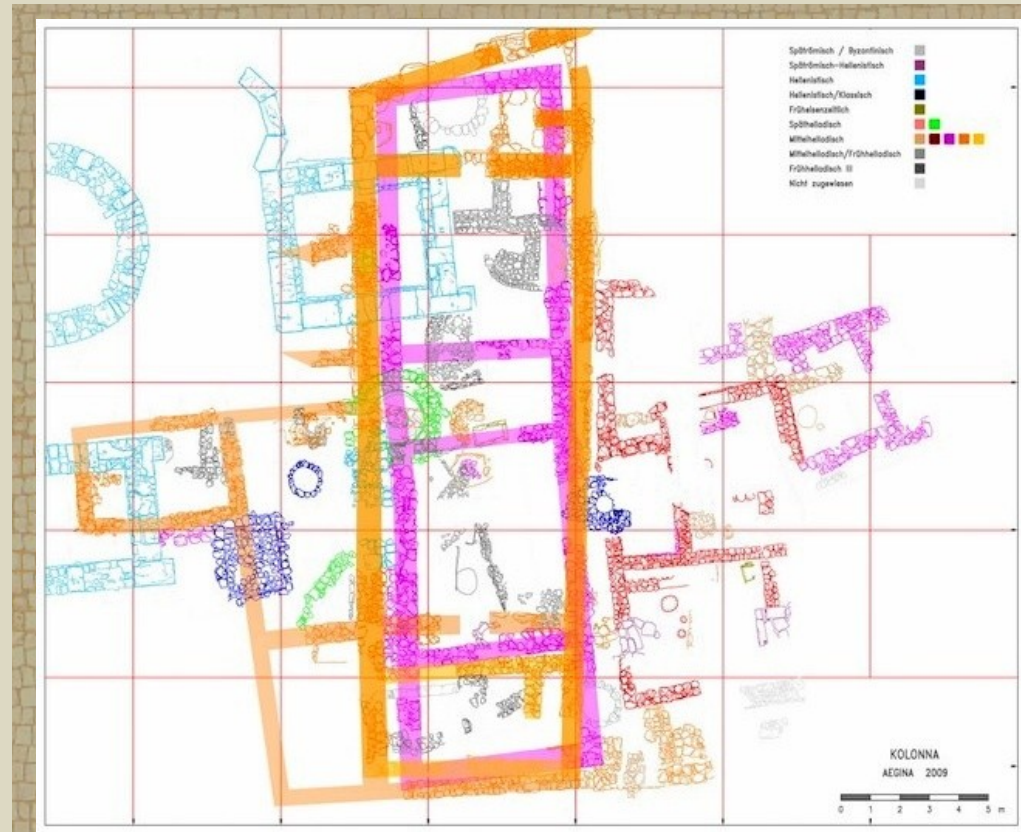 Spätrömisch / Byzantinisch
Spätrömisch-Hellenistisch
Hellenistisch
Hellenistisch/Klassisch
Früheisenzeitlich
Späthelladisch
Mittelhelladisch
Mittelhelladisch/Frühhelladisch
Frühhelladisch III
Nicht zugewiesen
KOLONNA
AEGINA 2009
0 1 2 3 4 5 m